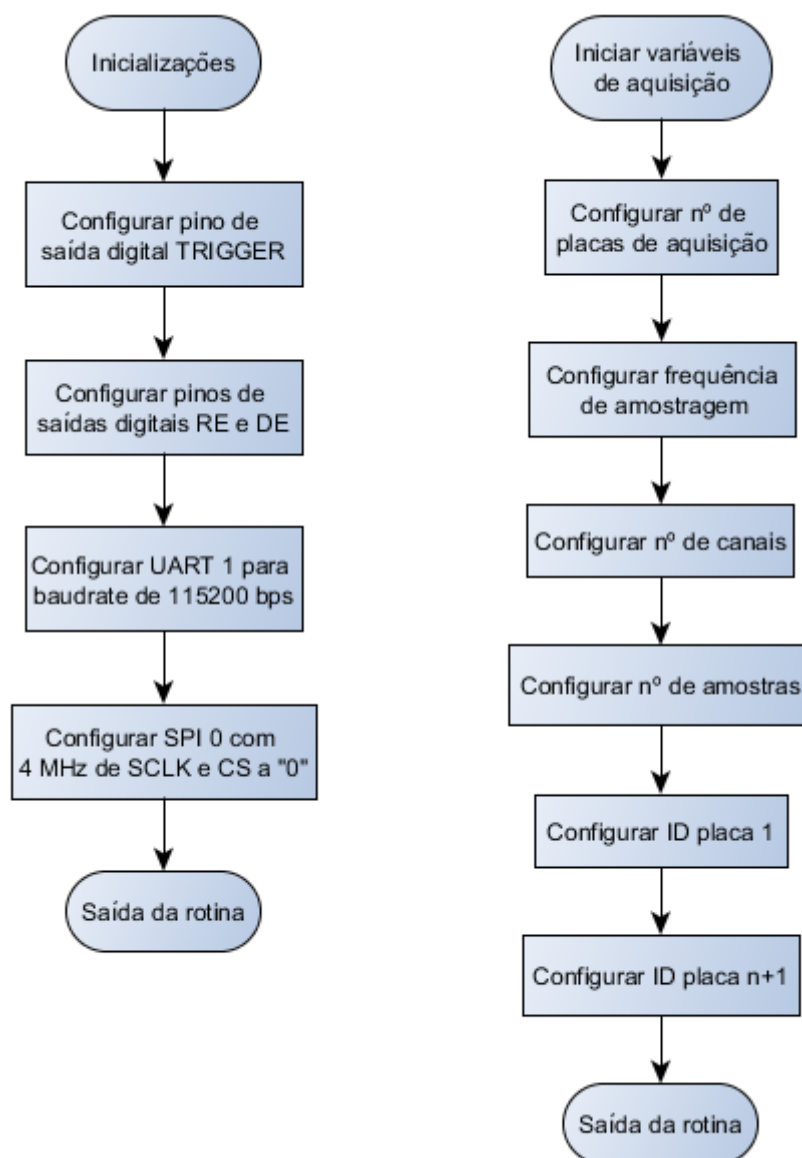 Inicializações
Configurar pino de
saída digital TRIGGER
Configurar pinos de
saídas digitais RE e DE
Configurar UART 1 para
baudrate de 115200 bps
Configurar SPI 0 com
4 MHz de SCLK e CS a "0"
Saída da rotina
Iniciar variáveis
de aquisição
Configurar nº de
placas de aquisição
Configurar frequência
de amostragem
Configurar nº de canais
Configurar nº de amostras
Configurar ID placa 1
Configurar ID placa n+1
Saída da rotina